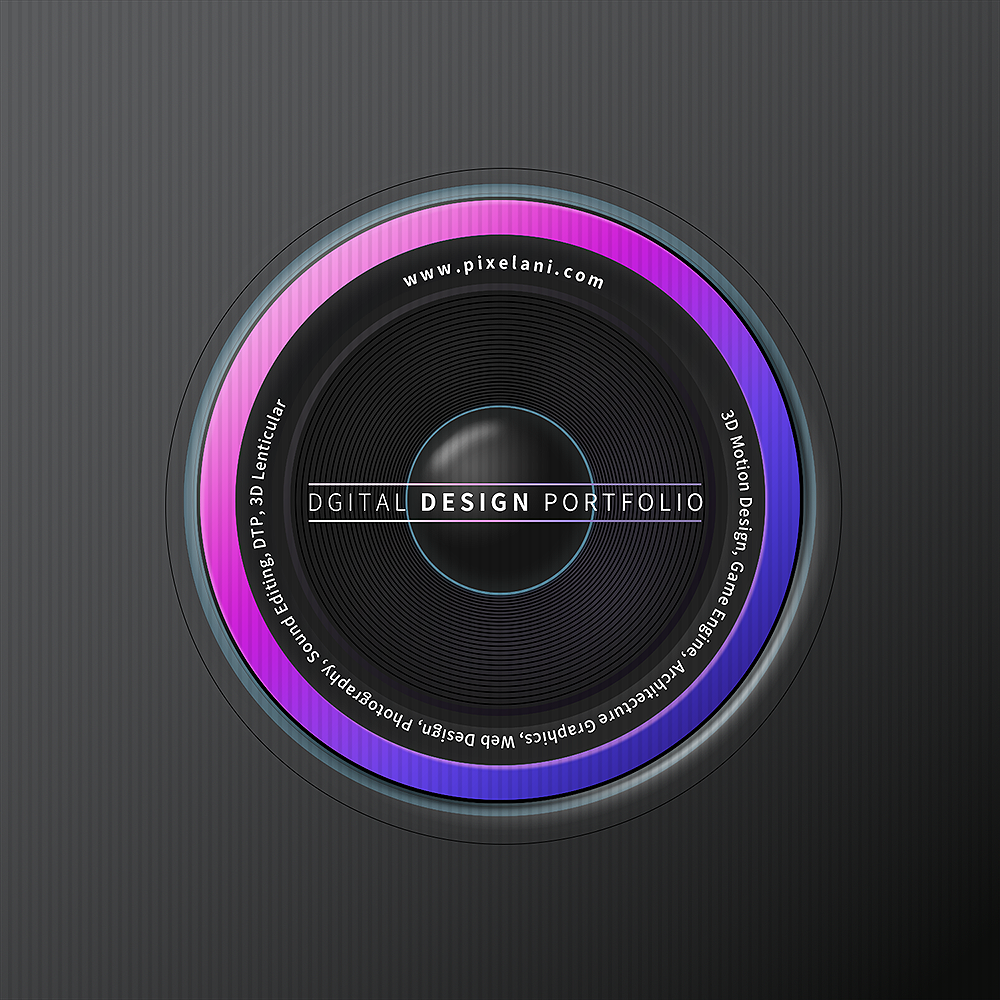 www.pixelani.com
DGITAL DESIGN PORTFOLIO
3D Motion Design, Game Engine, Architecture Graphics, Web Design, Photography, Sound Editing, DTP, 3D Lenticular